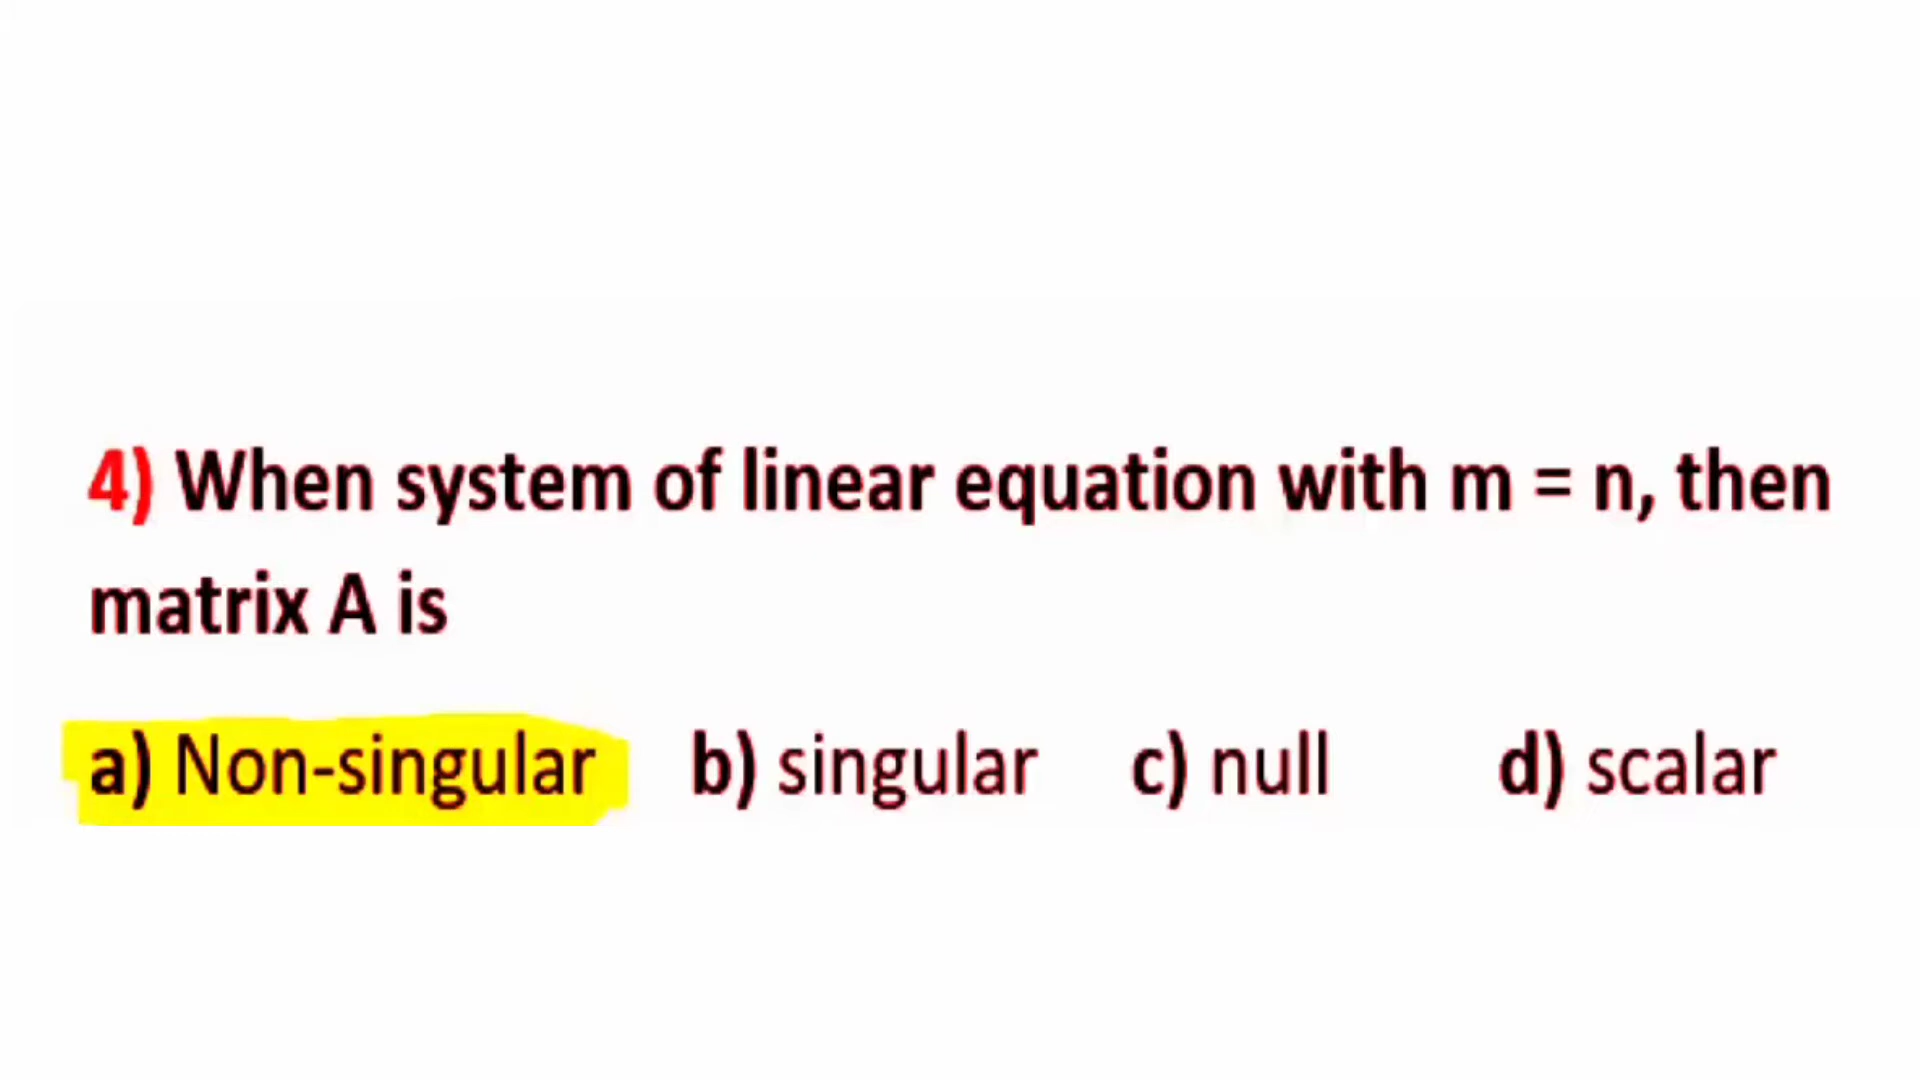 4) When system of linear equation with m = n, then
matrix A is
a) Non-singular b) singular c) null d) scalar